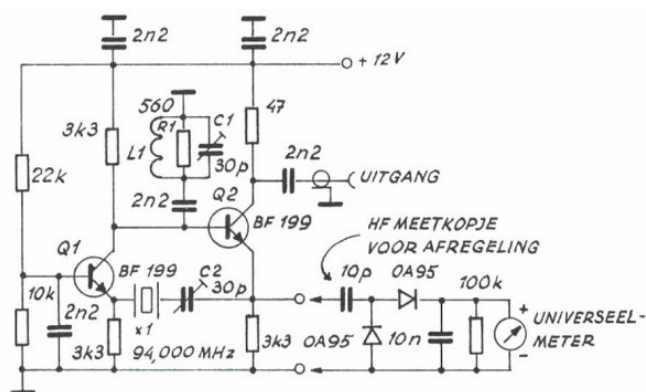 2n2
2n2
+ 12V
560
3k3
R1
C1
47
L1
30p
2n2
22k
UITGANG
2n2
Q2
BF 199
HF MEETKOPJE
VOOR AFREGELING
Q1
BF 199
C2
30p
10p
OA95
100k
10k
2n2
x1
3k3
94,000 MHz
3k3
OA95
10n
+
UNIVERSEEL-
METER
-